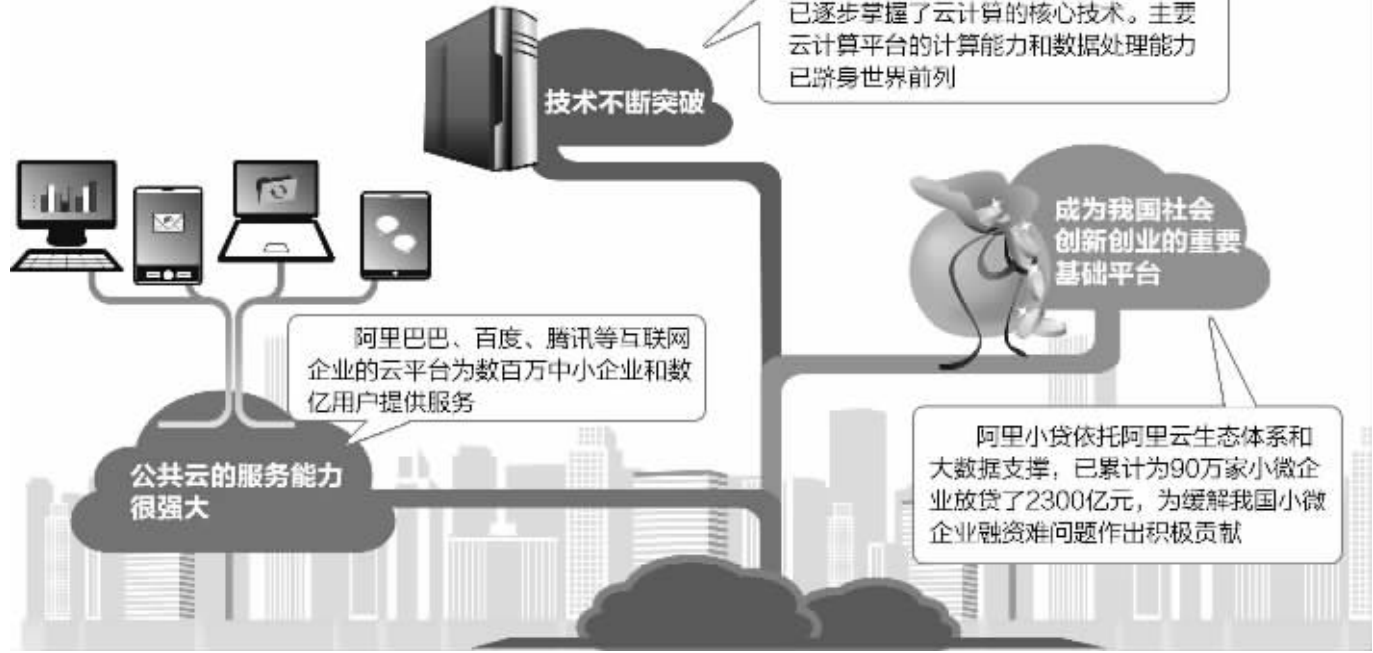 已逐步掌握了云计算的核心技术。主要
云计算平台的计算能力和数据处理能力
已跻身世界前列
技术不断突破
成为我国社会
创新创业的重要
基础平台
阿里巴巴、百度、腾讯等互联网
企业的云平台为数百万中小企业和数
亿用户提供服务
公共云的服务能力
很强大
阿里小贷依托阿里云生态体系和
大数据支撑，已累计为90万家小微企
业放贷了2300亿元，为缓解我国小微
企业融资难问题作出积极贡献